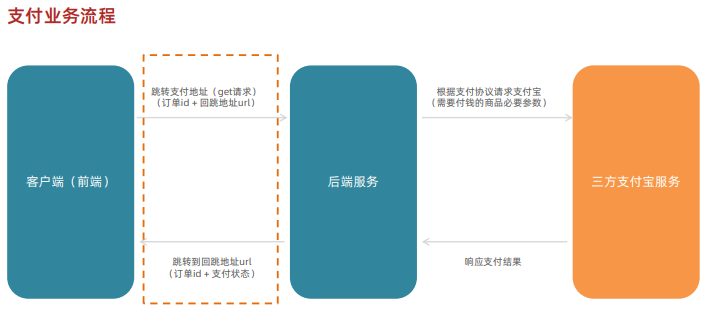 支付业务流程
跳转支付地址（get请求）
（订单id + 回跳地址url）
根据支付协议请求支付宝
（需要付钱的商品必要参数）
客户端（前端）
后端服务
三方支付宝服务
跳转到回跳地址url
（订单id + 支付状态）
响应支付结果